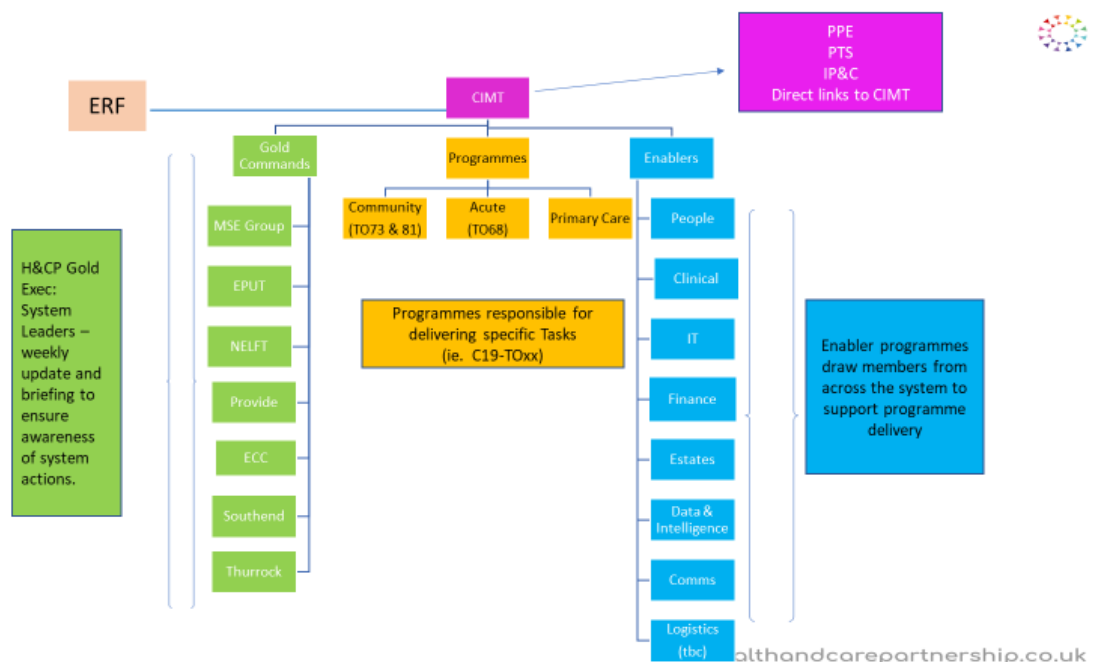 PPE
PTS
IP&C
Direct links to CIMT
ERF
CIMT
Gold
Commands
Programmes
Enablers
Community
(TO73 & 81)
Acute
(TO68)
Primary Care
MSE Group
EPUT
NELFT
Provide
ECC
Southend
Thurrock
People
Clinical
IT
Finance
Estates
Data &
Intelligence
Comms
Logistics
(tbc)
H&CP Gold
Exec:
System
Leaders –
weekly
update and
briefing to
ensure
awareness
of system
actions.
Programmes responsible for
delivering specific Tasks
(ie. C19-TOxx)
Enabler programmes
draw members from
across the system to
support programme
delivery
althandcarepartnership.co.uk